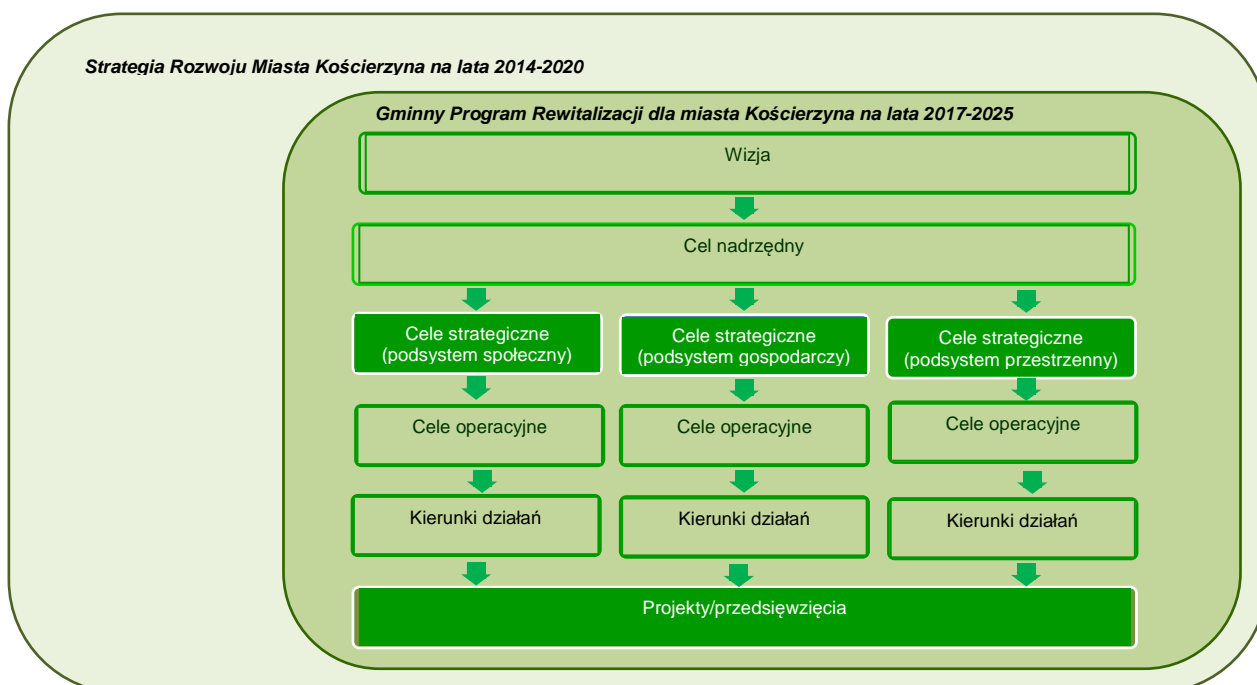 Strategia Rozwoju Miasta Kościerzyna na lata 2014-2020
Gminny Program Rewitalizacji dla miasta Kościerzyna na lata 2017-2025
Wizja
Cel nadrzędny
Cele strategiczne
(podsystem społeczny)
Cele strategiczne
(podsystem gospodarczy)
Cele strategiczne
(podsystem przestrzenny)
Cele operacyjne
Cele operacyjne
Cele operacyjne
Kierunki działań
Kierunki działań
Kierunki działań
Projekty/przedsięwzięcia